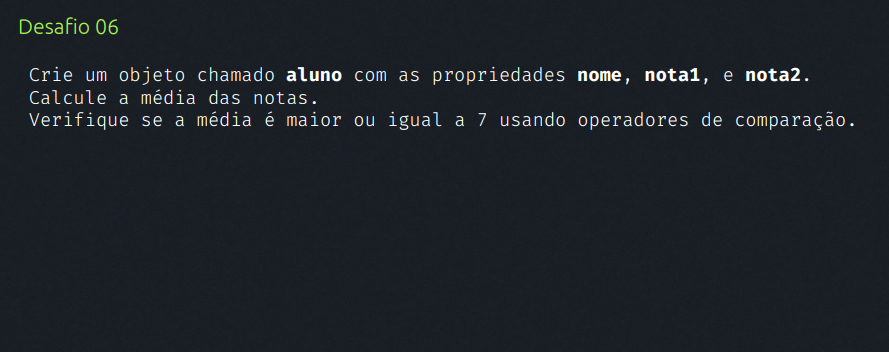 Desafio 06
Crie um objeto chamado aluno com as propriedades nome, nota1, e nota2.
Calcule a média das notas.
Verifique se a média é maior ou igual a 7 usando operadores de comparação.